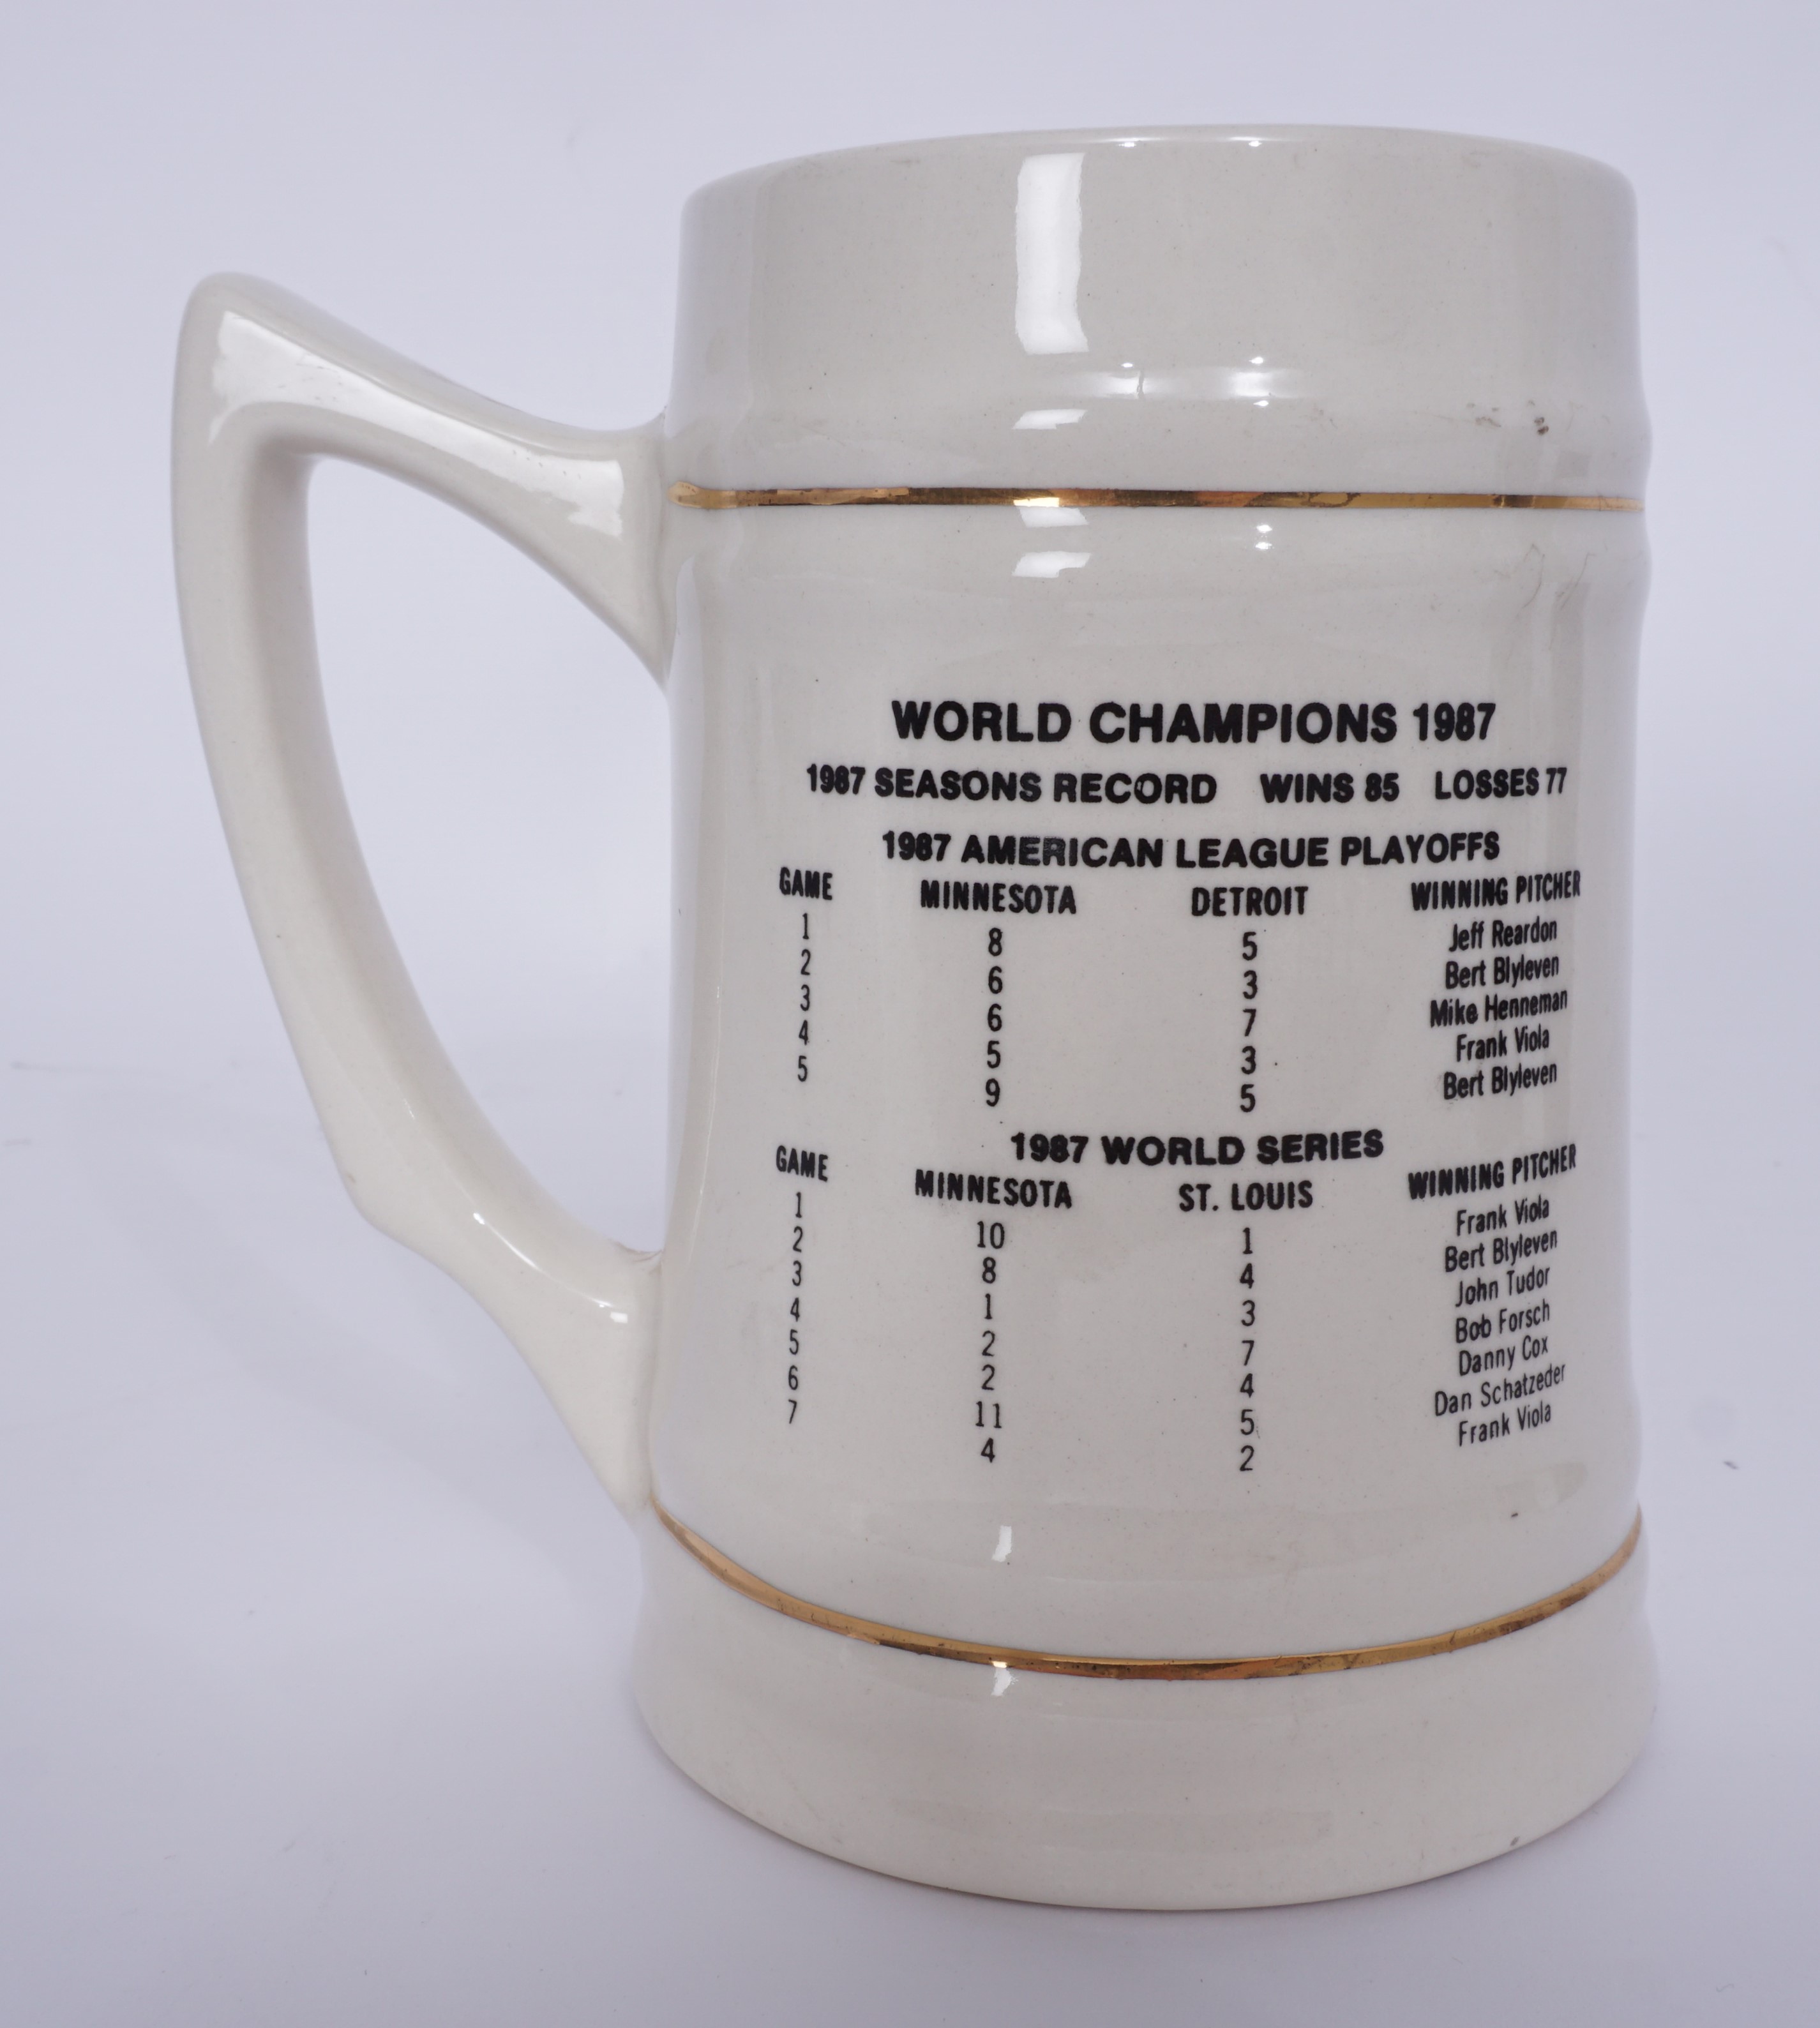 WORLD CHAMPIONS 1987
1987 SEASONS RECORD WINS 85 LOSSES 77
1987 AMERICAN LEAGUE PLAYOFFS
GAME MINNESOTA DETROIT WINNING PITCHER
1 8 5 Jeff Reardon
2 6 3 Bert Blyleven
3 6 7 Mike Henneman
4 5 3 Frank Viola
5 9 5 Bert Blyleven
1987 WORLD SERIES
GAME MINNESOTA ST. LOUIS WINNING PITCHER
1 10 1 Frank Viola
2 8 4 Bert Blyleven
3 1 3 John Tudor
4 2 7 Bob Forsch
5 2 4 Danny Cox
6 11 5 Dan Schatzeder
7 4 2 Frank Viola